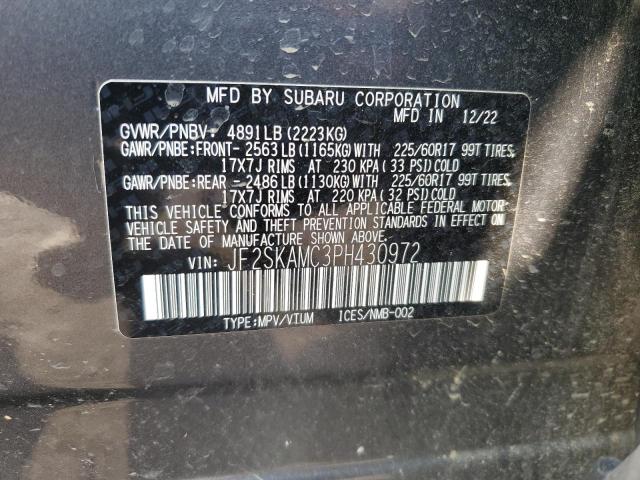 MFD BY SUBARU CORPORATION
MFD IN 12/22
GVWR/PNBV: 4891LB(2223KG)
GAWR/PNBE:FRONT-2563LB(1165KG)WITH 225/60R17 99T TIRES,
17X7J RIMS AT 230 KPA(33 PSI)COLD
GAWR/PNBE:REAR -2486LB(1130KG)WITH 225/60R17 99T TIRES,
17X7J RIMS AT 220 KPA(32 PSI)COLD
THIS VEHICLE CONFORMS TO ALL APPLICABLE FEDERAL MOTOR
VEHICLE SAFETY AND THEFT PREVENTION STANDARDS IN EFFECT
ON THE DATE OF MANUFACTURE SHOWN ABOVE.
VIN: JF2SKAMC3PH430972
TYPE:MPV/VTUM ICES/NMB-002